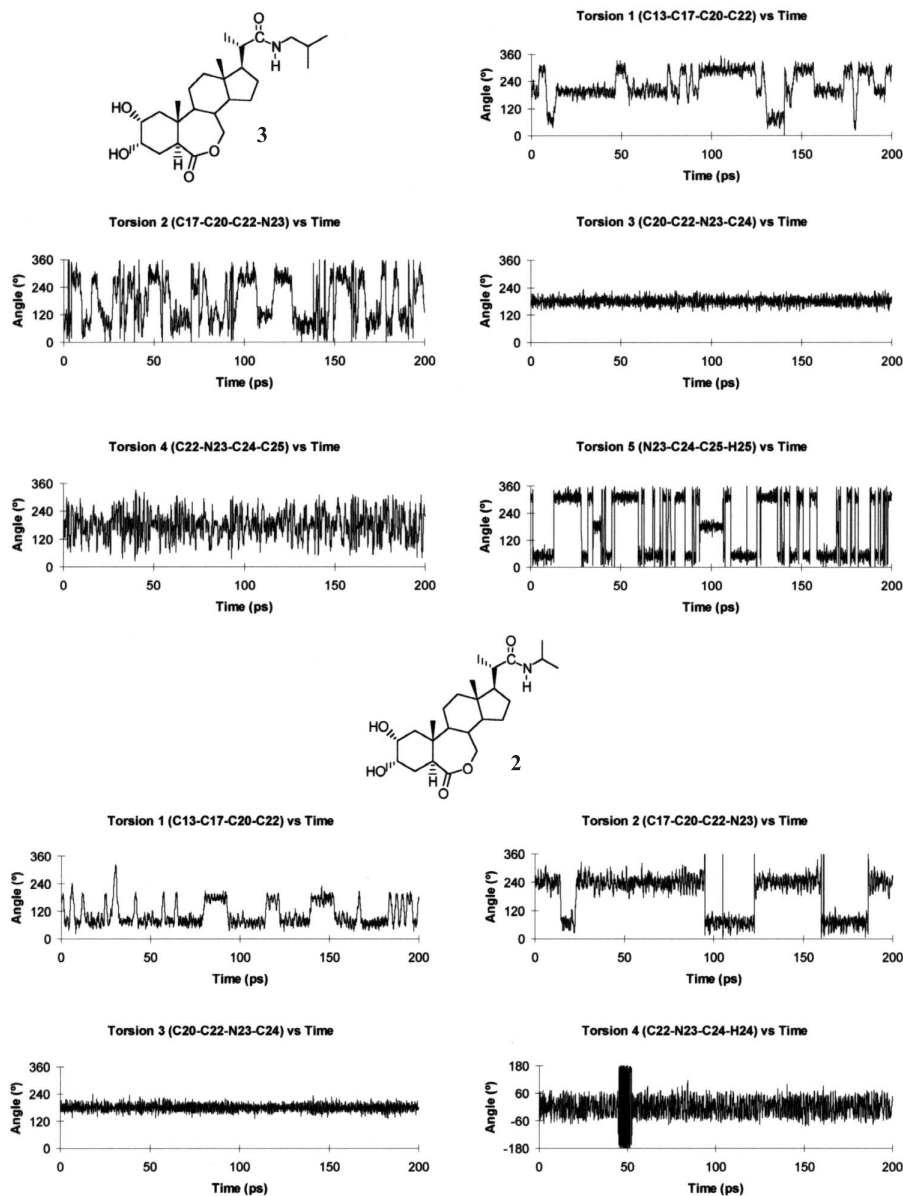 O
C
N
H
HO
HO
H
O
O
3
Torsion 1 (C13-C17-C20-C22) vs Time
Angle (º)
360
240
120
0
0 50 100 150 200
Time (ps)
Torsion 2 (C17-C20-C22-N23) vs Time
Angle (º)
360
240
120
0
0 50 100 150 200
Time (ps)
Torsion 3 (C20-C22-N23-C24) vs Time
Angle (º)
360
240
120
0
0 50 100 150 200
Time (ps)
Torsion 4 (C22-N23-C24-C25) vs Time
Angle (º)
360
240
120
0
0 50 100 150 200
Time (ps)
Torsion 5 (N23-C24-C25-H25) vs Time
Angle (º)
360
240
120
0
0 50 100 150 200
Time (ps)
O
C
N
H
HO
HO
H
O
O
2
Torsion 1 (C13-C17-C20-C22) vs Time
Angle (º)
360
240
120
0
0 50 100 150 200
Time (ps)
Torsion 2 (C17-C20-C22-N23) vs Time
Angle (º)
360
240
120
0
0 50 100 150 200
Time (ps)
Torsion 3 (C20-C22-N23-C24) vs Time
Angle (º)
360
240
120
0
0 50 100 150 200
Time (ps)
Torsion 4 (C22-N23-C24-H24) vs Time
Angle (º)
180
60
-60
-180
0 50 100 150 200
Time (ps)